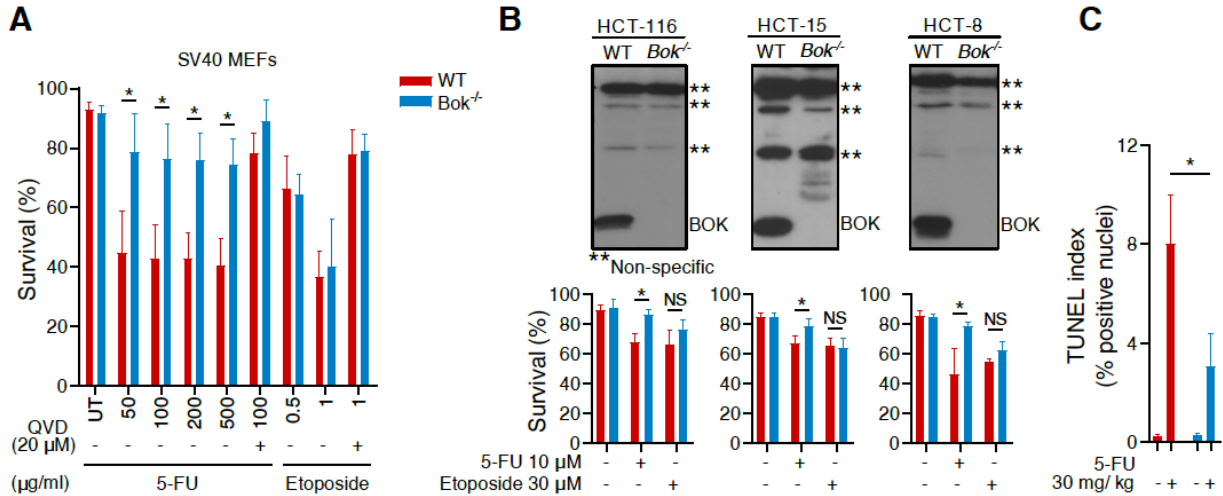 A
SV40 MEFs
WT
Bok-/-
Survival (%)
100
80
60
40
20
0
* * * *
UT 50 100 200 500 100 0.5 1 1
QVD
(20 µM) - - - - - + - - +
(µg/ml) 5-FU Etoposide
B
HCT-116 HCT-15 HCT-8
WT Bok-/- WT Bok-/- WT Bok-/-
** ** **
** ** **
** ** **
BOK BOK BOK
**Non-specific
Survival (%)
100 100 100
80 80 80
60 60 60
40 40 40
20 20 20
0 0 0
* NS * NS * NS
5-FU 10 µM - + - - + - - + -
Etoposide 30 µM - - + - - + - - +
C
TUNEL index
(% positive nuclei)
12
8
4
0
*
5-FU
30 mg/ kg - + - +